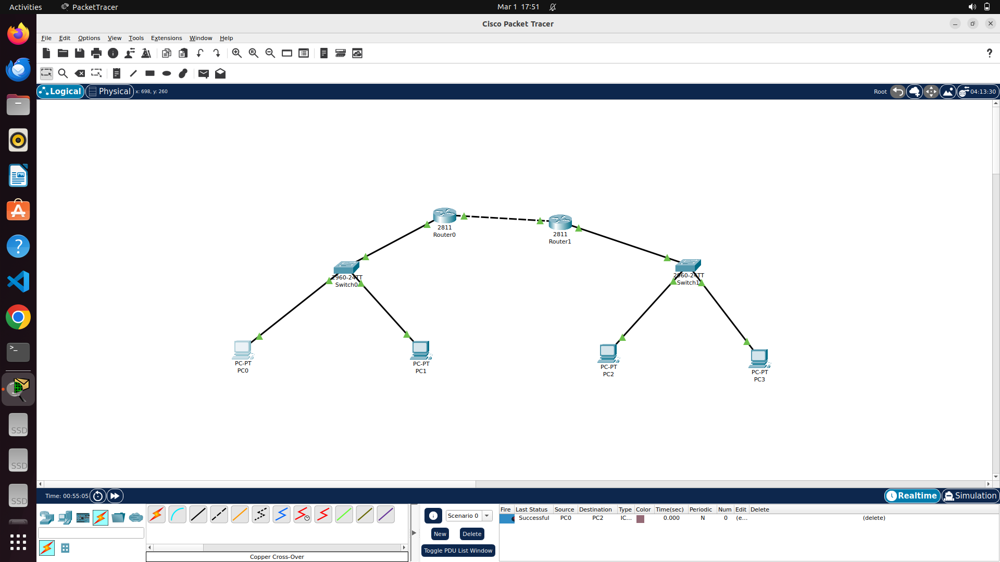 Activities PacketTracer Mar 1 17:51
Cisco Packet Tracer
File Edit Options View Tools Extensions Window Help
?
Logical Physical x: 698, y: 260 Root 04:13:30
2811
Router0
2811
Router1
2960-24TT
Switch0
2960-24TT
Switch1
PC-PT
PC0
PC-PT
PC1
PC-PT
PC2
PC-PT
PC3
SSD
SSD
SSD
Time: 00:55:05 Realtime Simulation
Scenario 0
New Delete
Toggle PDU List Window
Copper Cross-Over
Fire Last Status Source Destination Type Color Time(sec) Periodic Num Edit Delete
Successful PC0 PC2 IC... 0.000 N 0 (e... (delete)